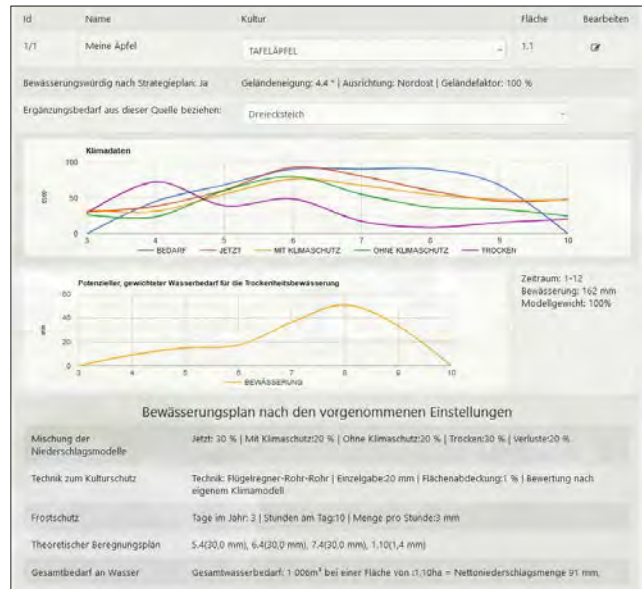 Id Name Kultur Fläche Bearbeiten
1/1 Meine Äpfel TAFELÄPFEL 1.1
Bewässerungswürdig nach Strategieplan: Ja Geländeneigung: 4.4 ° | Ausrichtung: Nordost | Geländefaktor: 100 %
Ergänzungsbedarf aus dieser Quelle beziehen: Dreiecksteich
Klimadaten
100
50
0
mm
3 4 5 6 7 8 9 10
BEDARF JETZT MIT KLIMASCHUTZ OHNE KLIMASCHUTZ TROCKEN
Potenzieller, gewichteter Wasserbedarf für die Trockenheitsbewässerung
60
40
20
0
mm
3 4 5 6 7 8 9 10
BEWÄSSERUNG
Zeitraum: 1-12
Bewässerung: 162 mm
Modellgewicht: 100%
Bewässerungsplan nach den vorgenommenen Einstellungen
Mischung der Niederschlagsmodelle Jetzt: 30 % | Mit Klimaschutz:20 % | Ohne Klimaschutz:20 % | Trocken:30 % | Verluste:20 %
Technik zum Kulturschutz Technik: Flügelregner-Rohr-Rohr | Einzelgabe:20 mm | Flächenabdeckung:1 % | Bewertung nach
eigenem Klimamodell
Frostschutz Tage im Jahr: 3 | Stunden am Tag:10 | Menge pro Stunde:3 mm
Theoretischer Beregnungsplan 5.4(30,0 mm), 6.4(30,0 mm), 7.4(30,0 mm), 1.10(1,4 mm)
Gesamtbedarf an Wasser Gesamtwasserbedarf: 1 006m³ bei einer Fläche von :1,10ha = Nettoniederschlagsmenge 91 mm,